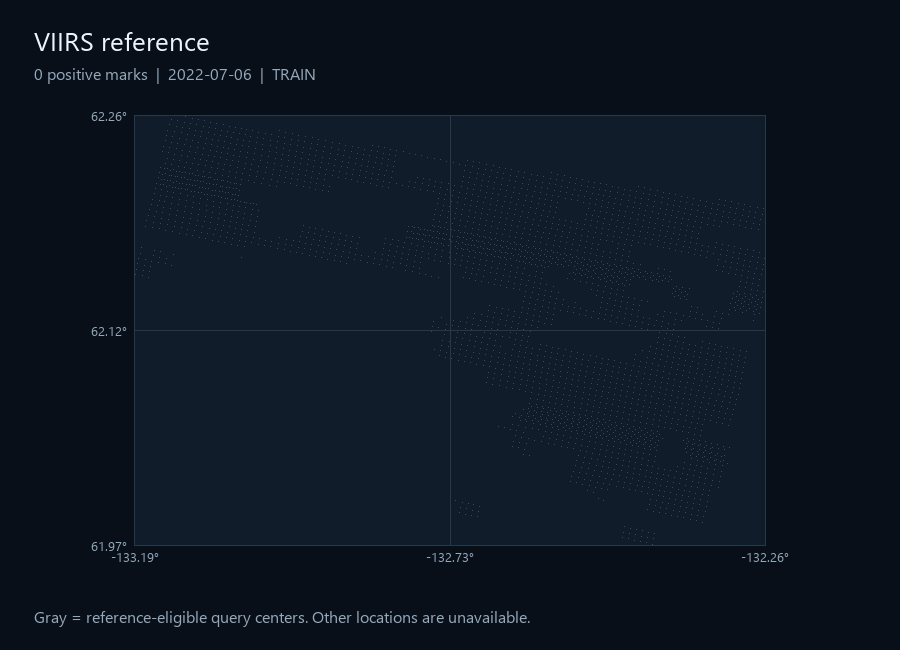 VIIRS reference
0 positive marks | 2022-07-06 | TRAIN
62.26°
62.12°
61.97°
-133.19° -132.73° -132.26°
Gray = reference-eligible query centers. Other locations are unavailable.